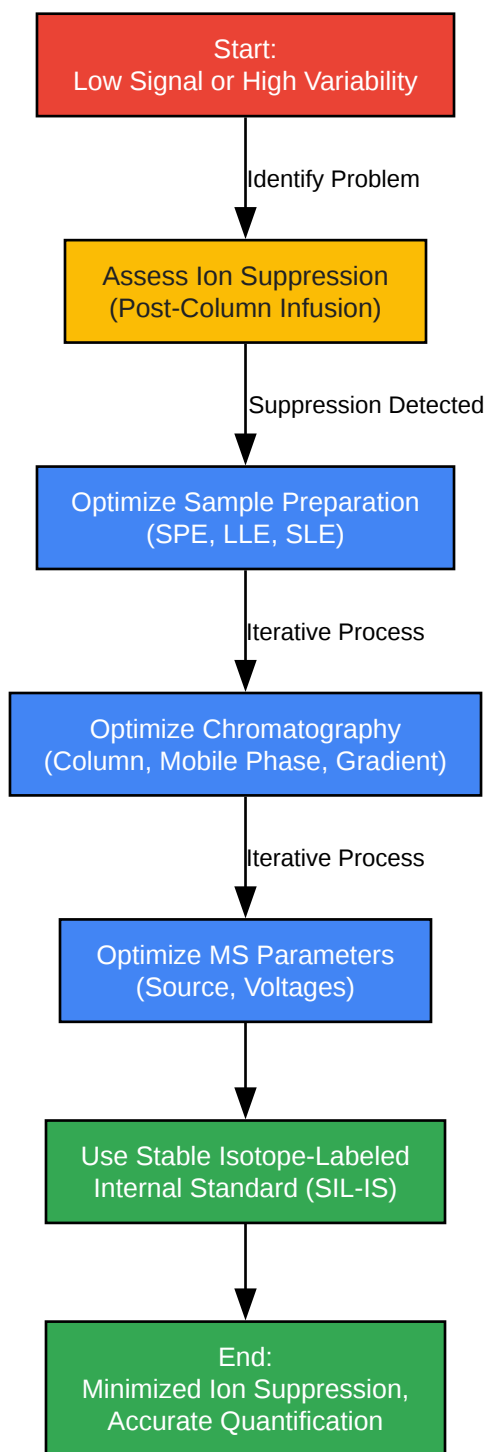 Start:
Low Signal or High Variability
Identify Problem
Assess Ion Suppression
(Post-Column Infusion)
Suppression Detected
Optimize Sample Preparation
(SPE, LLE, SLE)
Iterative Process
Optimize Chromatography
(Column, Mobile Phase, Gradient)
Iterative Process
Optimize MS Parameters
(Source, Voltages)
Use Stable Isotope-Labeled
Internal Standard (SIL-IS)
End:
Minimized Ion Suppression,
Accurate Quantification